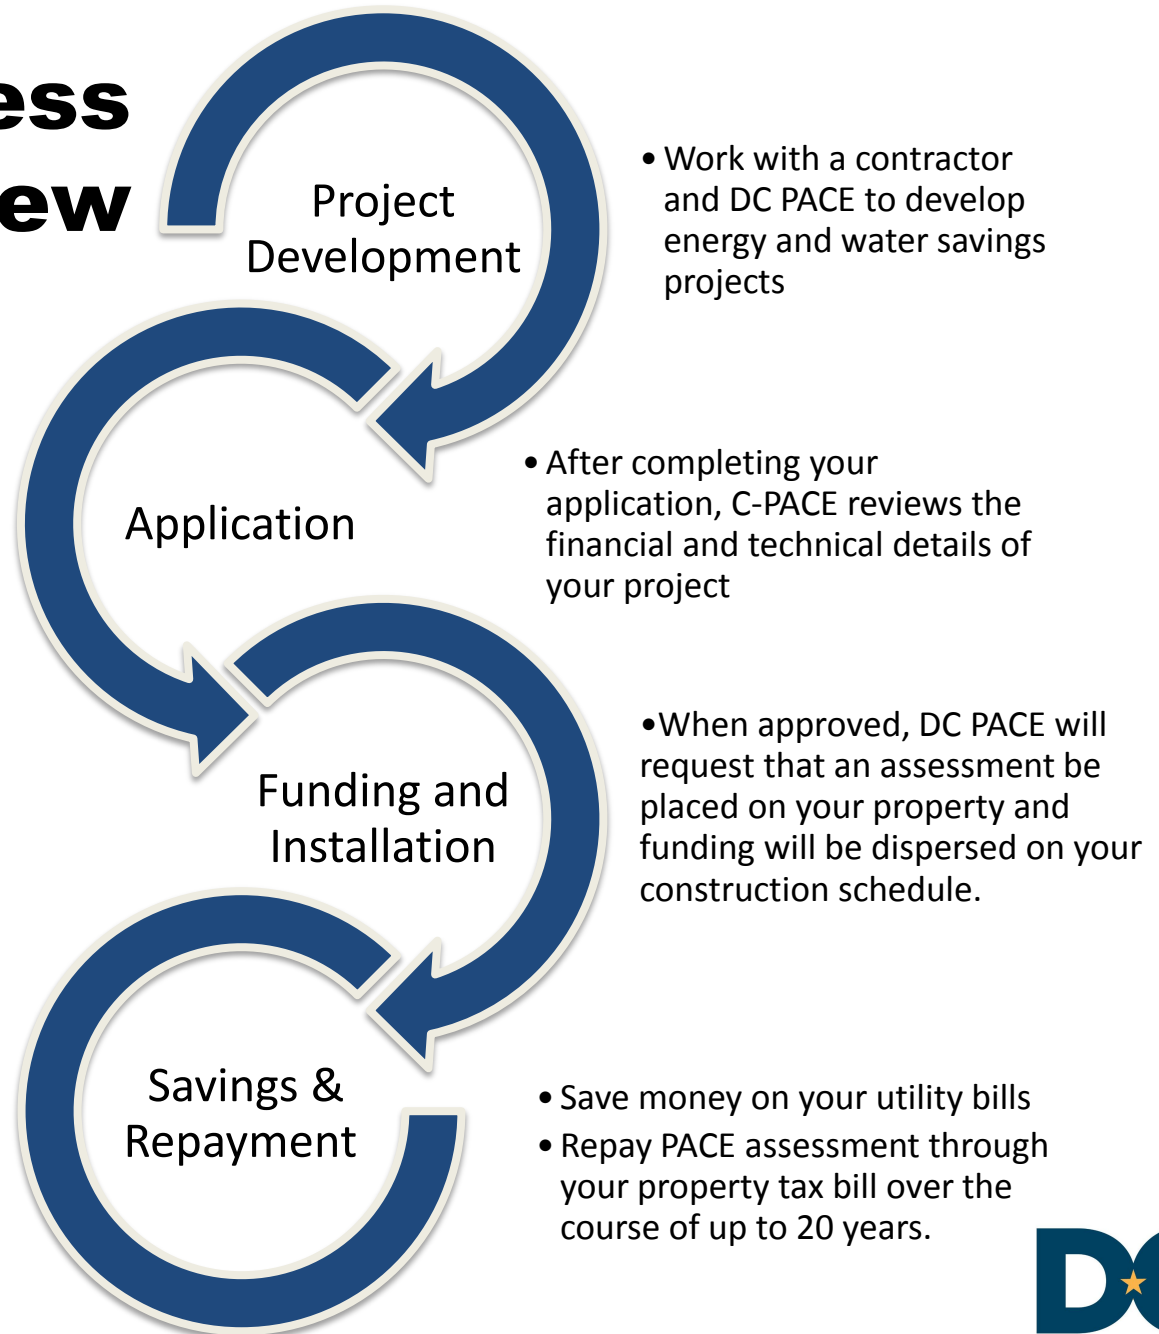 ess
ew
Project
Development
• Work with a contractor
and DC PACE to develop
energy and water savings
projects
Application
• After completing your
application, C-PACE reviews the
financial and technical details of
your project
Funding and
Installation
•When approved, DC PACE will
request that an assessment be
placed on your property and
funding will be dispersed on your
construction schedule.
Savings &
Repayment
• Save money on your utility bills
• Repay PACE assessment through
your property tax bill over the
course of up to 20 years.
D